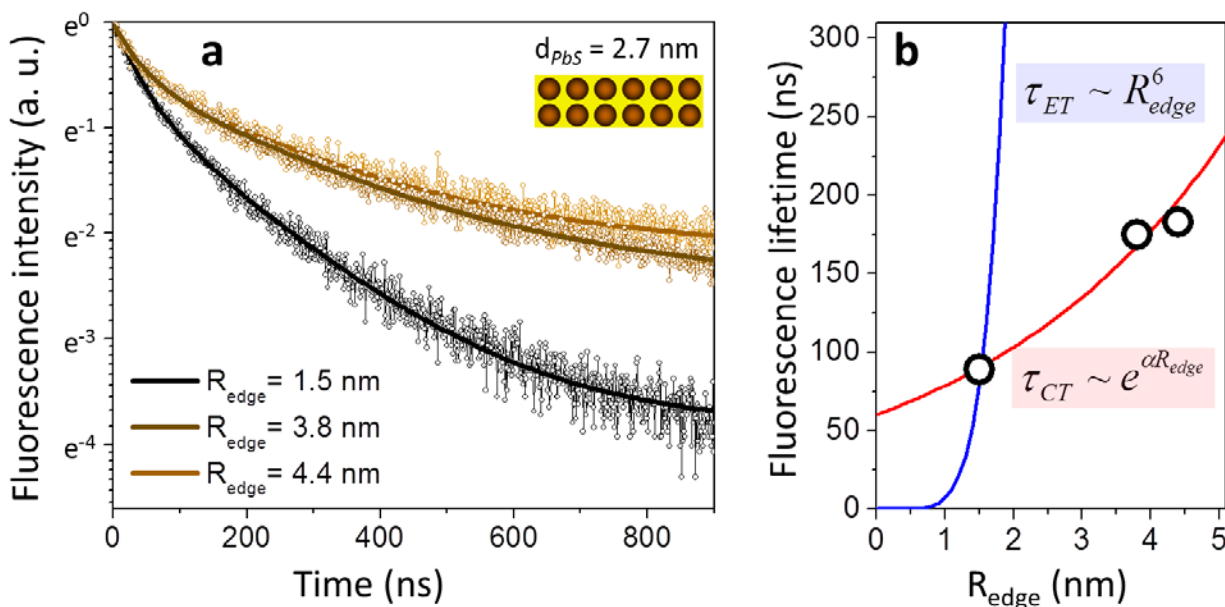 a
d_PbS = 2.7 nm
Fluorescence intensity (a. u.)
e^0
e^-1
e^-2
e^-3
e^-4
R_edge = 1.5 nm
R_edge = 3.8 nm
R_edge = 4.4 nm
0 200 400 600 800
Time (ns)
b
Fluorescence lifetime (ns)
300
250
200
150
100
50
0
τ_ET ~ R_edge^6
τ_CT ~ e^αR_edge
0 1 2 3 4 5
R_edge (nm)